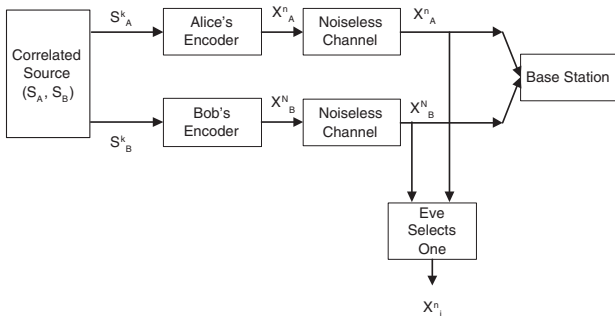 Correlated
Source
(S_A, S_B)
S^k_A
Alice's
Encoder
X^n_A
Noiseless
Channel
X^n_A
Base Station
S^k_B
Bob's
Encoder
X^N_B
Noiseless
Channel
X^N_B
Eve
Selects
One
X^n_i